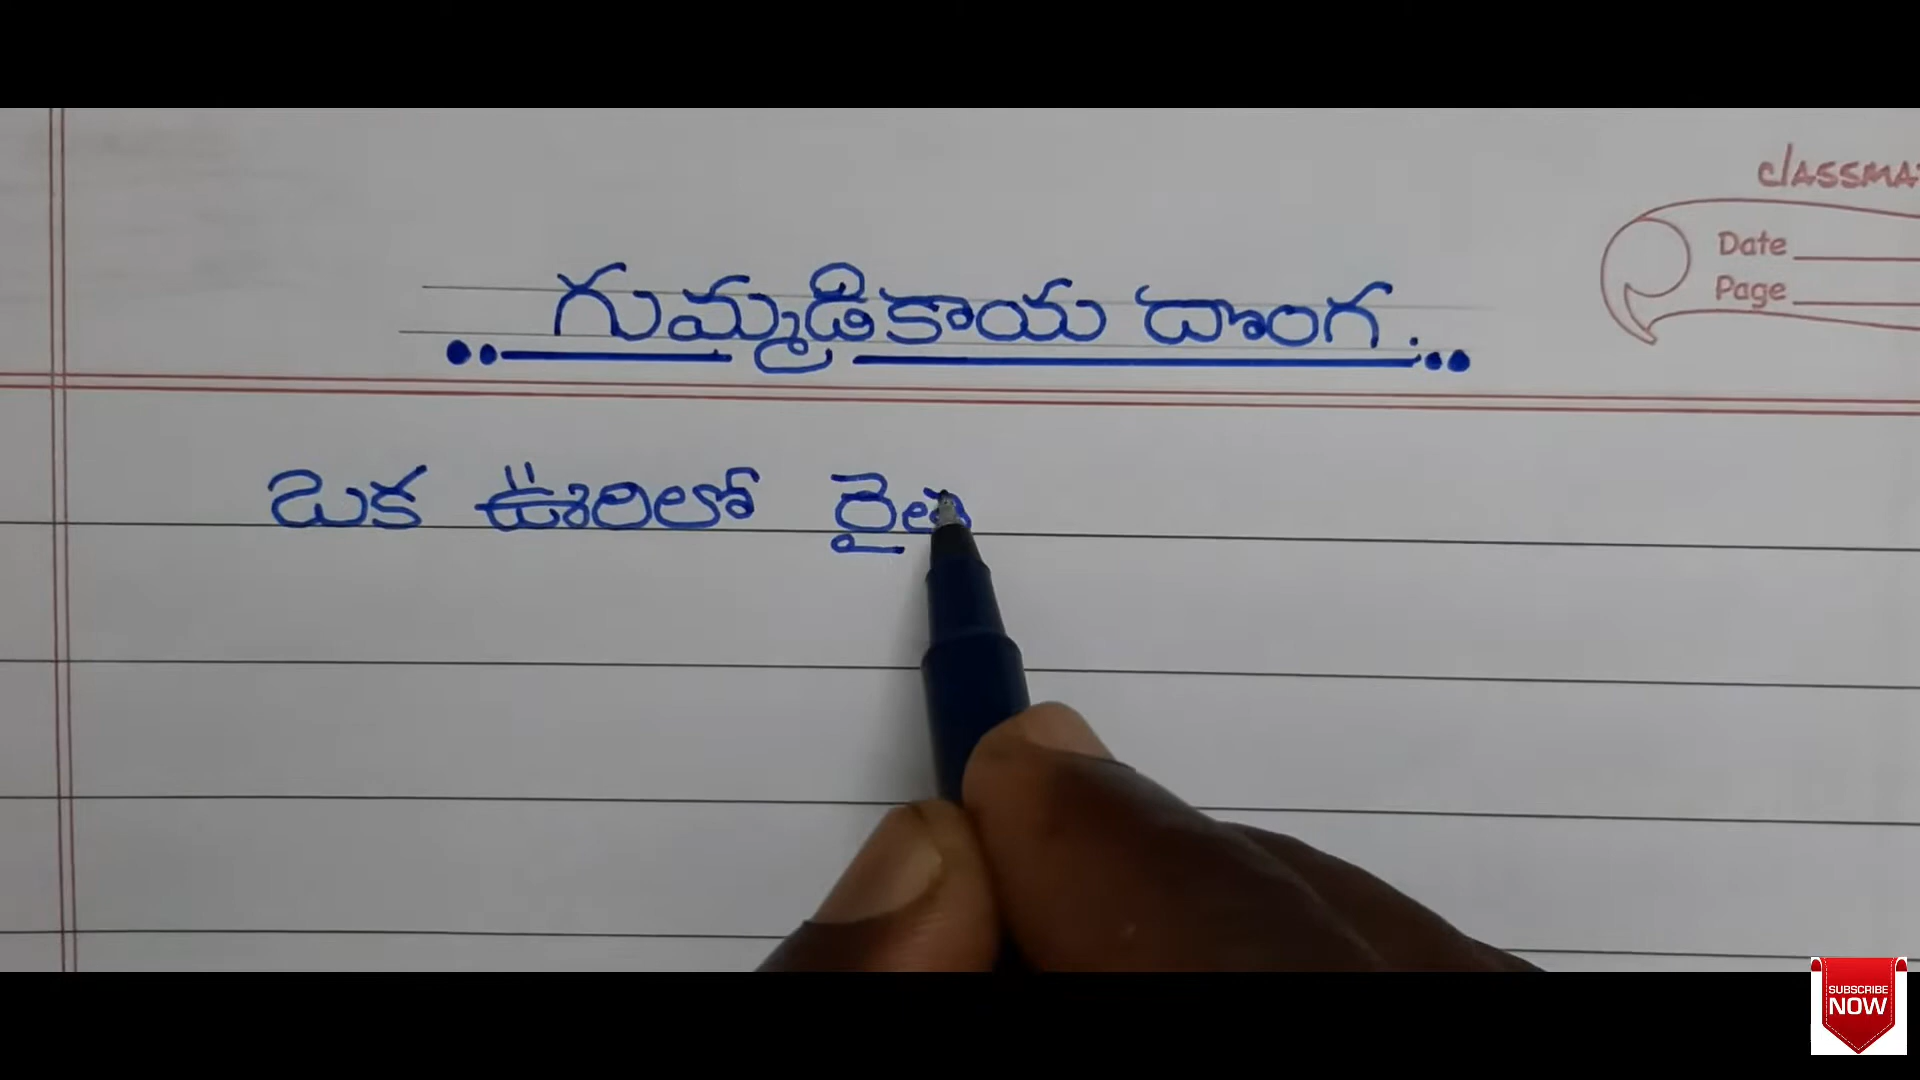 classma
Date
Page
గుమ్మడికాయ దొంగ.
ఒక ఊరిలో రైత
SUBSCRIBE
NOW